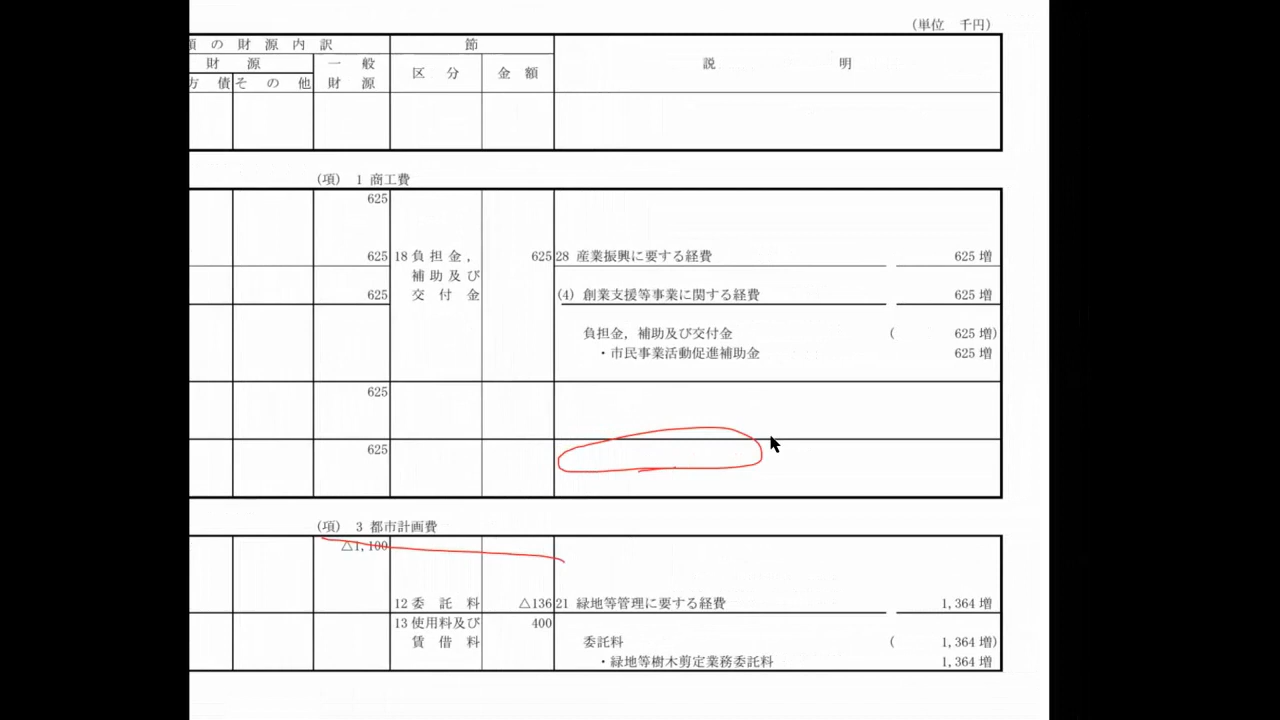 (単位 千円)
の 財 源 内 訳
節
説 明
財 源
一 般
財 源
区 分
金 額
債
そ の 他
(項) 1 商工費
625
625 18 負 担 金 , 625 28 産業振興に要する経費 625 増
補 助 及 び
625 交 付 金 (4) 創業支援等事業に関する経費 625 増
負担金, 補助及び交付金 ( 625 増)
・市民事業活動促進補助金 625 増
625
625
(項) 3 都市計画費
△1,100
12 委 託 料 △136 21 緑地等管理に要する経費 1,364 増
13 使用料及び 400
賃 借 料 委託料 ( 1,364 増)
・緑地等樹木剪定業務委託料 1,364 増